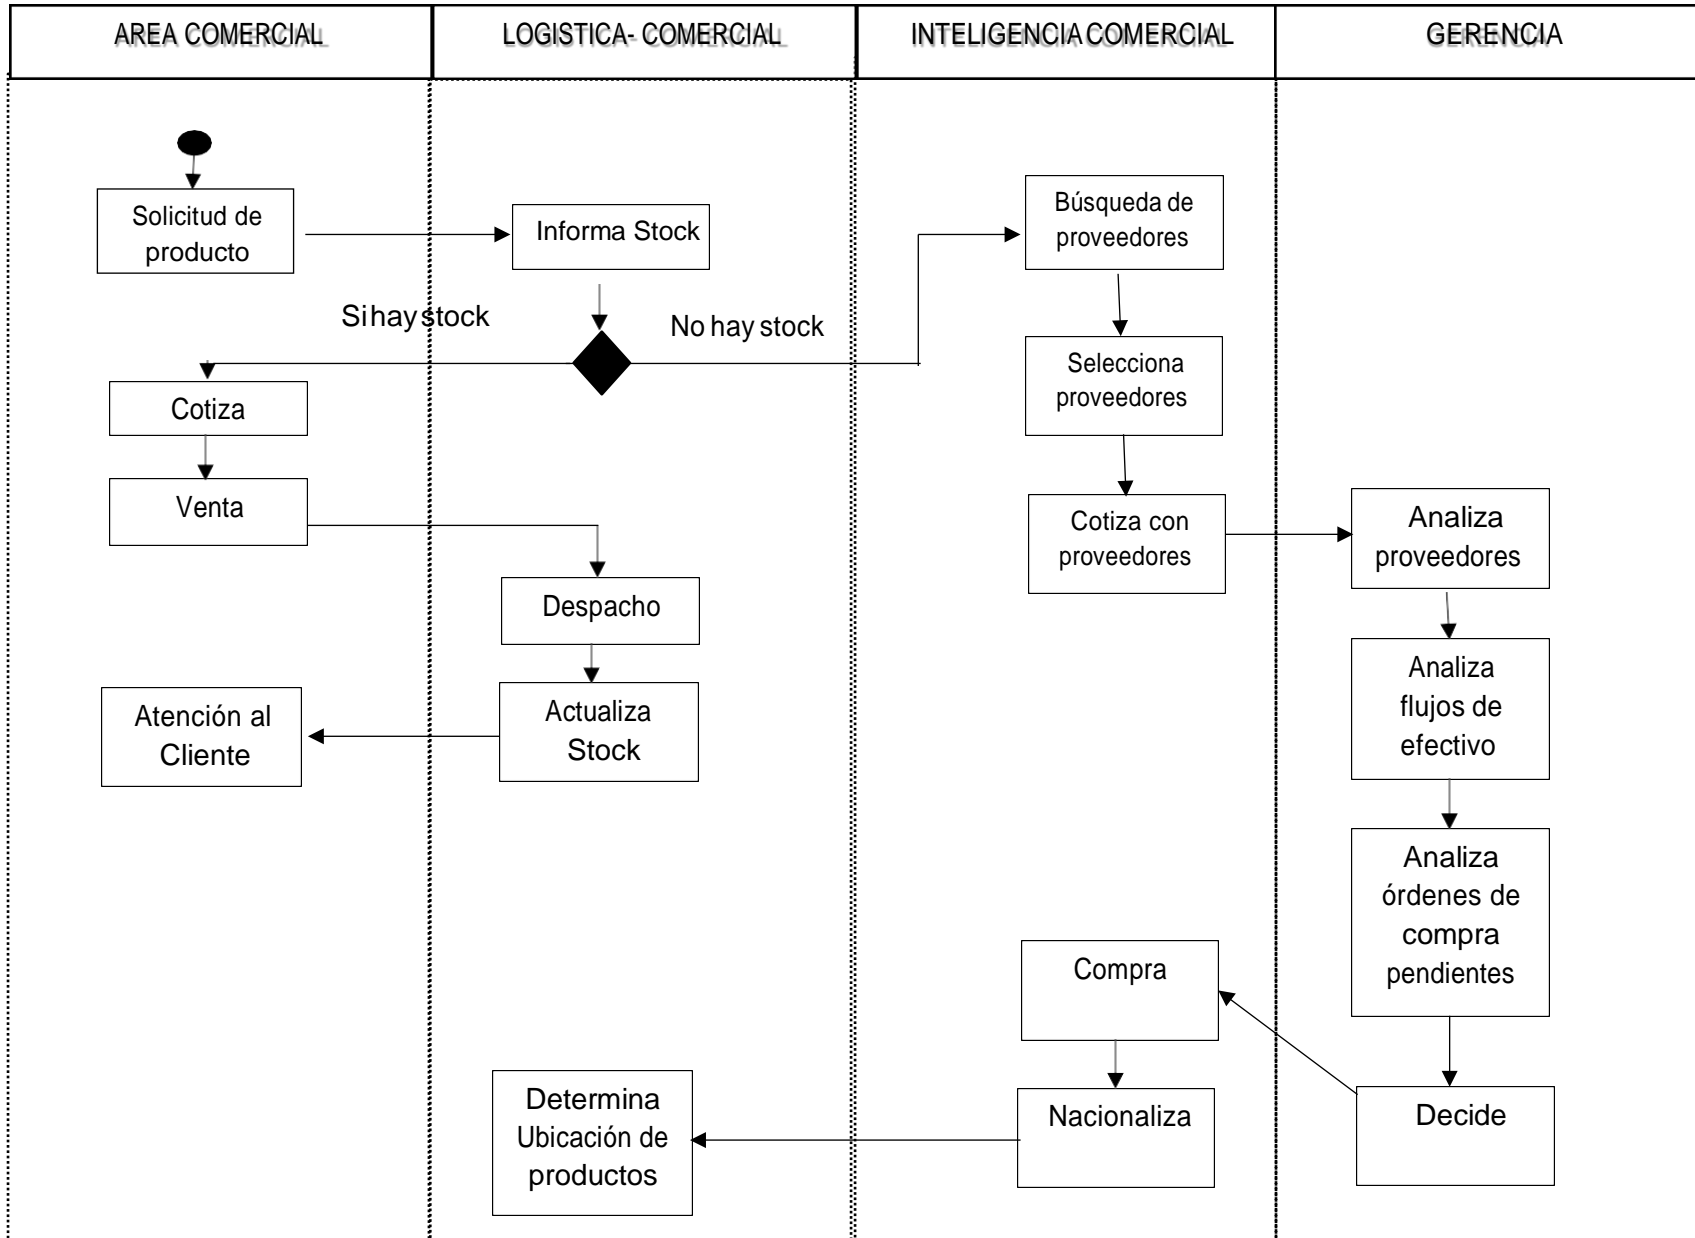 AREA COMERCIAL
LOGISTICA- COMERCIAL
INTELIGENCIA COMERCIAL
GERENCIA
Solicitud de
producto
Informa Stock
Búsqueda de
proveedores
Si hay stock
No hay stock
Selecciona
proveedores
Cotiza
Venta
Cotiza con
proveedores
Analiza
proveedores
Despacho
Analiza
flujos de
efectivo
Atención al
Cliente
Actualiza
Stock
Analiza
órdenes de
compra
pendientes
Compra
Determina
Ubicación de
productos
Nacionaliza
Decide